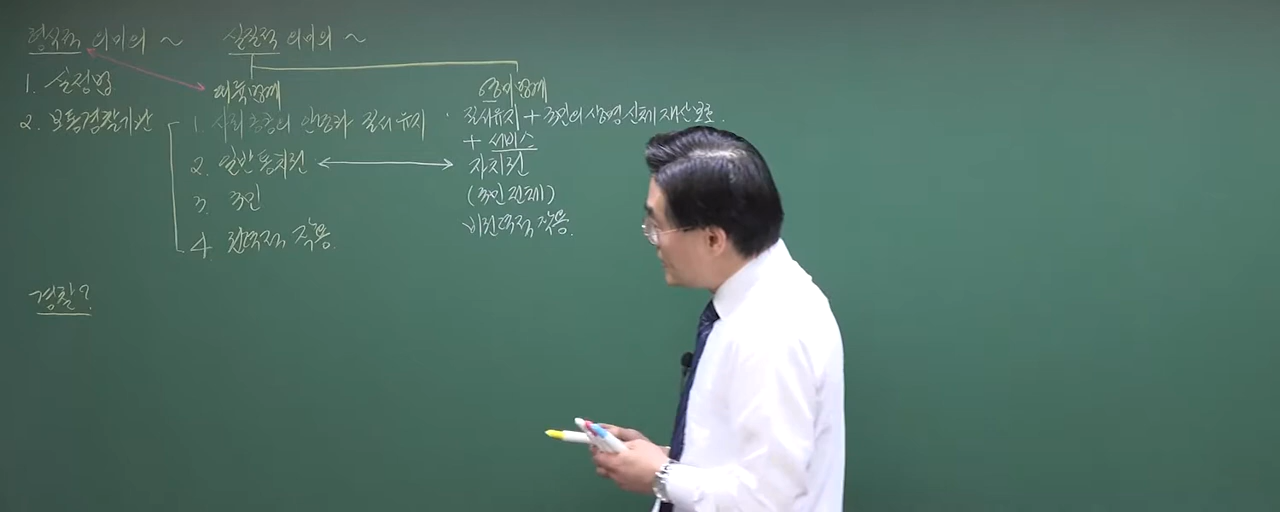 형식적 의미의 ~
1. 실정법
2. 보통경찰기관
실질적 의미의 ~
대륙법계
1. 사회공공의 안녕과 질서유지
2. 일반통치권
3. 국민
4. 권력적 작용.
영미법계
질서유지 + 국민의 생명 신체 재산 보호.
+ 서비스
자치권
(국민전체)
비권력적 작용.
경찰?